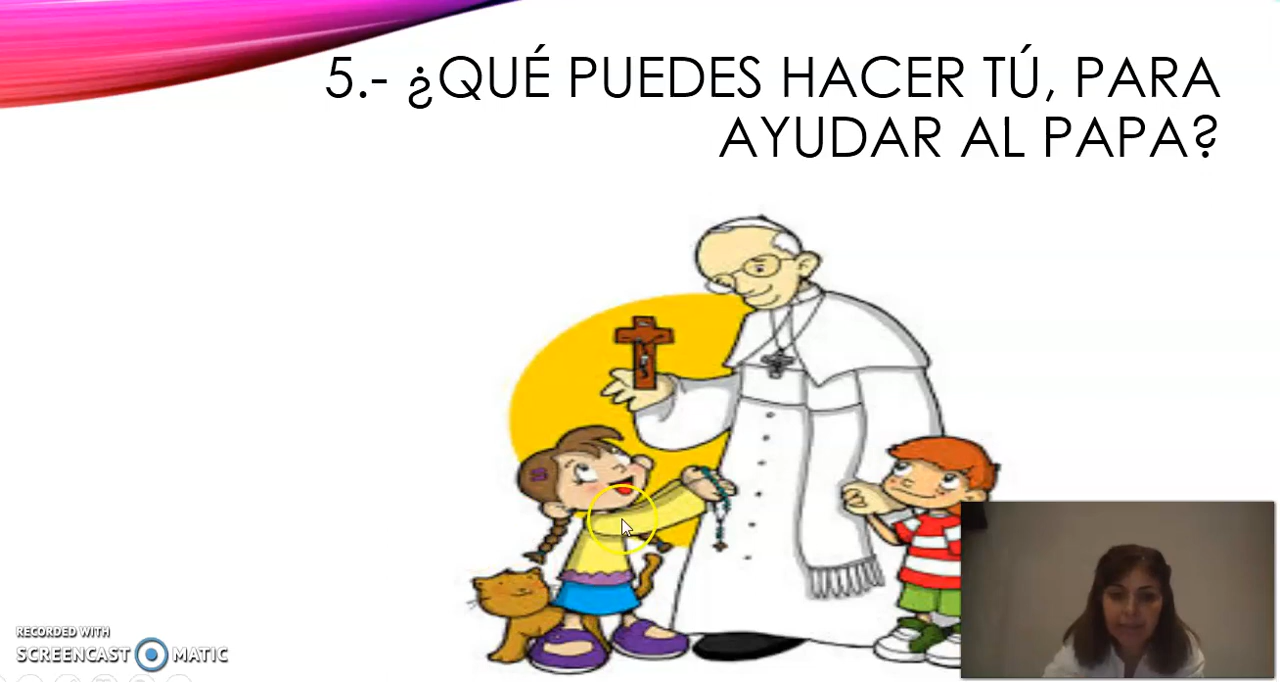 5.- ¿QUÉ PUEDES HACER TÚ, PARA
AYUDAR AL PAPA?
RECORDED WITH
SCREENCAST MATIC